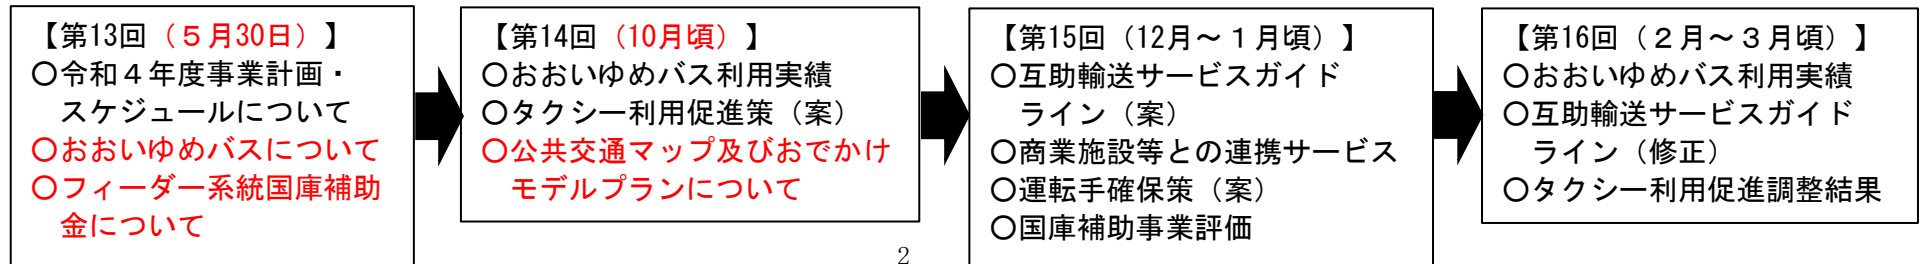 【第13回（５月30日）】
〇令和４年度事業計画・
スケジュールについて
〇おおいゆめバスについて
〇フィーダー系統国庫補助
金について
【第14回（10月頃）】
〇おおいゆめバス利用実績
〇タクシー利用促進策（案）
〇公共交通マップ及びおでかけ
モデルプランについて
【第15回（12月～１月頃）】
〇互助輸送サービスガイド
ライン（案）
〇商業施設等との連携サービス
〇運転手確保策（案）
〇国庫補助事業評価
【第16回（２月～３月頃）】
〇おおいゆめバス利用実績
〇互助輸送サービスガイド
ライン（修正）
〇タクシー利用促進調整結果
2